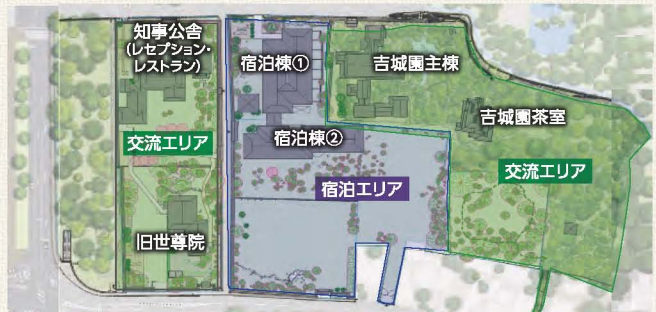 知事公舎
(レセプション・
レストラン)
交流エリア
旧世尊院
宿泊棟①
宿泊棟②
宿泊エリア
吉城園主棟
吉城園茶室
交流エリア